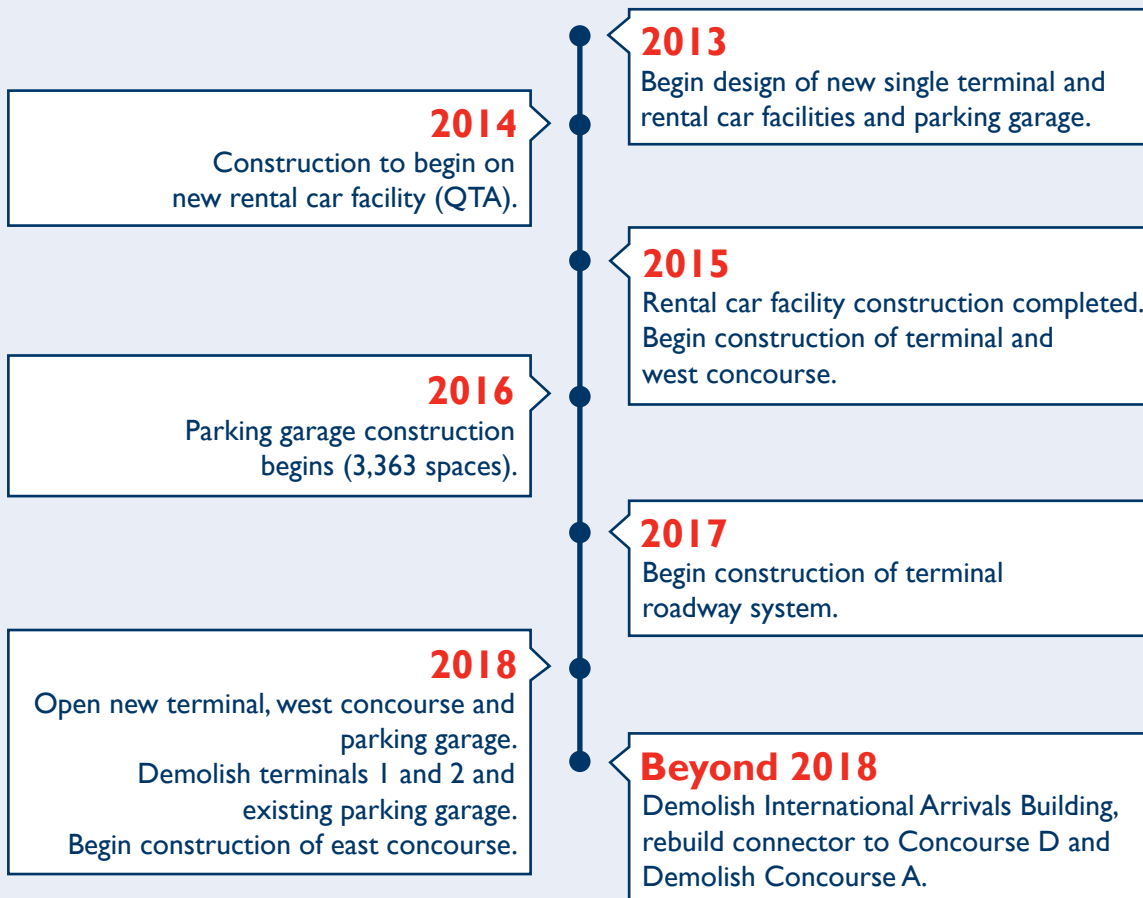 2013
Begin design of new single terminal and
rental car facilities and parking garage.
2014
Construction to begin on
new rental car facility (QTA).
2015
Rental car facility construction completed.
Begin construction of terminal and
west concourse.
2016
Parking garage construction
begins (3,363 spaces).
2017
Begin construction of terminal
roadway system.
2018
Open new terminal, west concourse and
parking garage.
Demolish terminals 1 and 2 and
existing parking garage.
Begin construction of east concourse.
Beyond 2018
Demolish International Arrivals Building,
rebuild connector to Concourse D and
Demolish Concourse A.